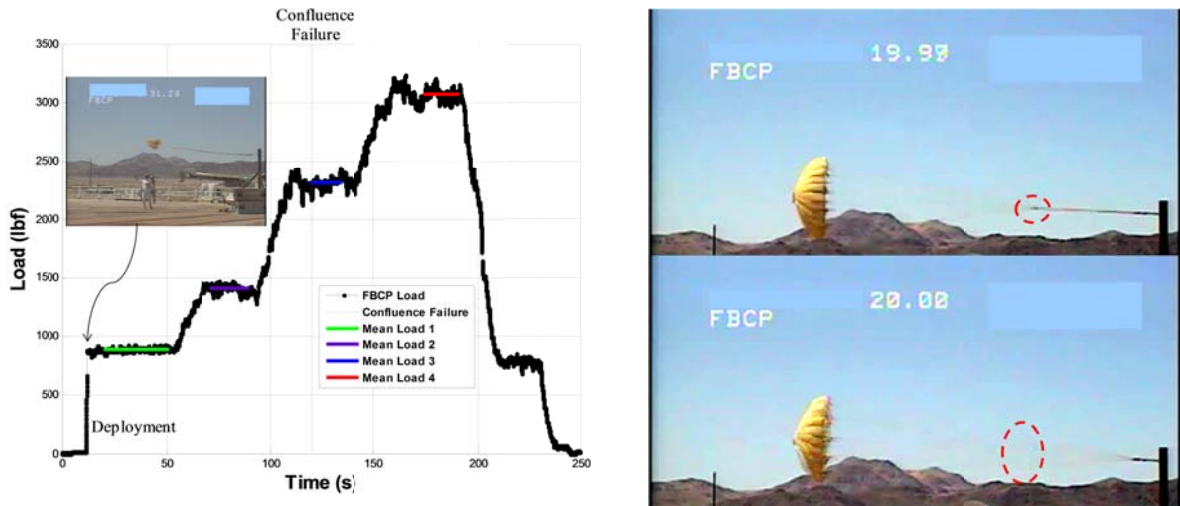 Confluence
Failure
3500
3000
2500
2000
1500
1000
500
0
Load (lbf)
FBCP
31.24
FBCP Load
Confluence Failure
Mean Load 1
Mean Load 2
Mean Load 3
Mean Load 4
Deployment
0 50 100 150 200 250
Time (s)
19.97
FBCP
20.00
FBCP